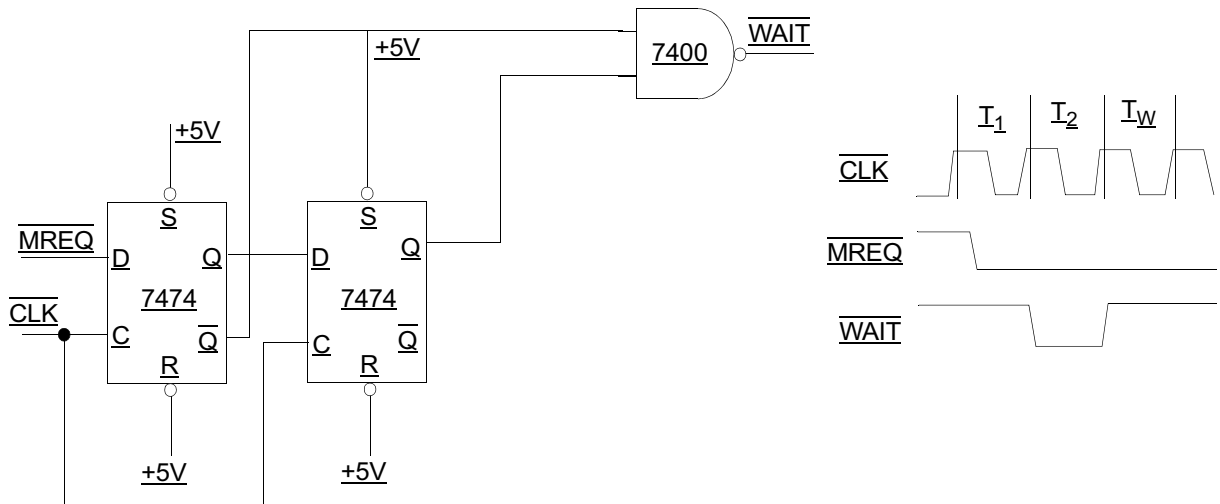 WAIT
+5V
7400
T1 T2 TW
+5V
CLK
S S
MREQ D Q D Q MREQ
7474 7474
CLK C Q C Q WAIT
R R
+5V +5V